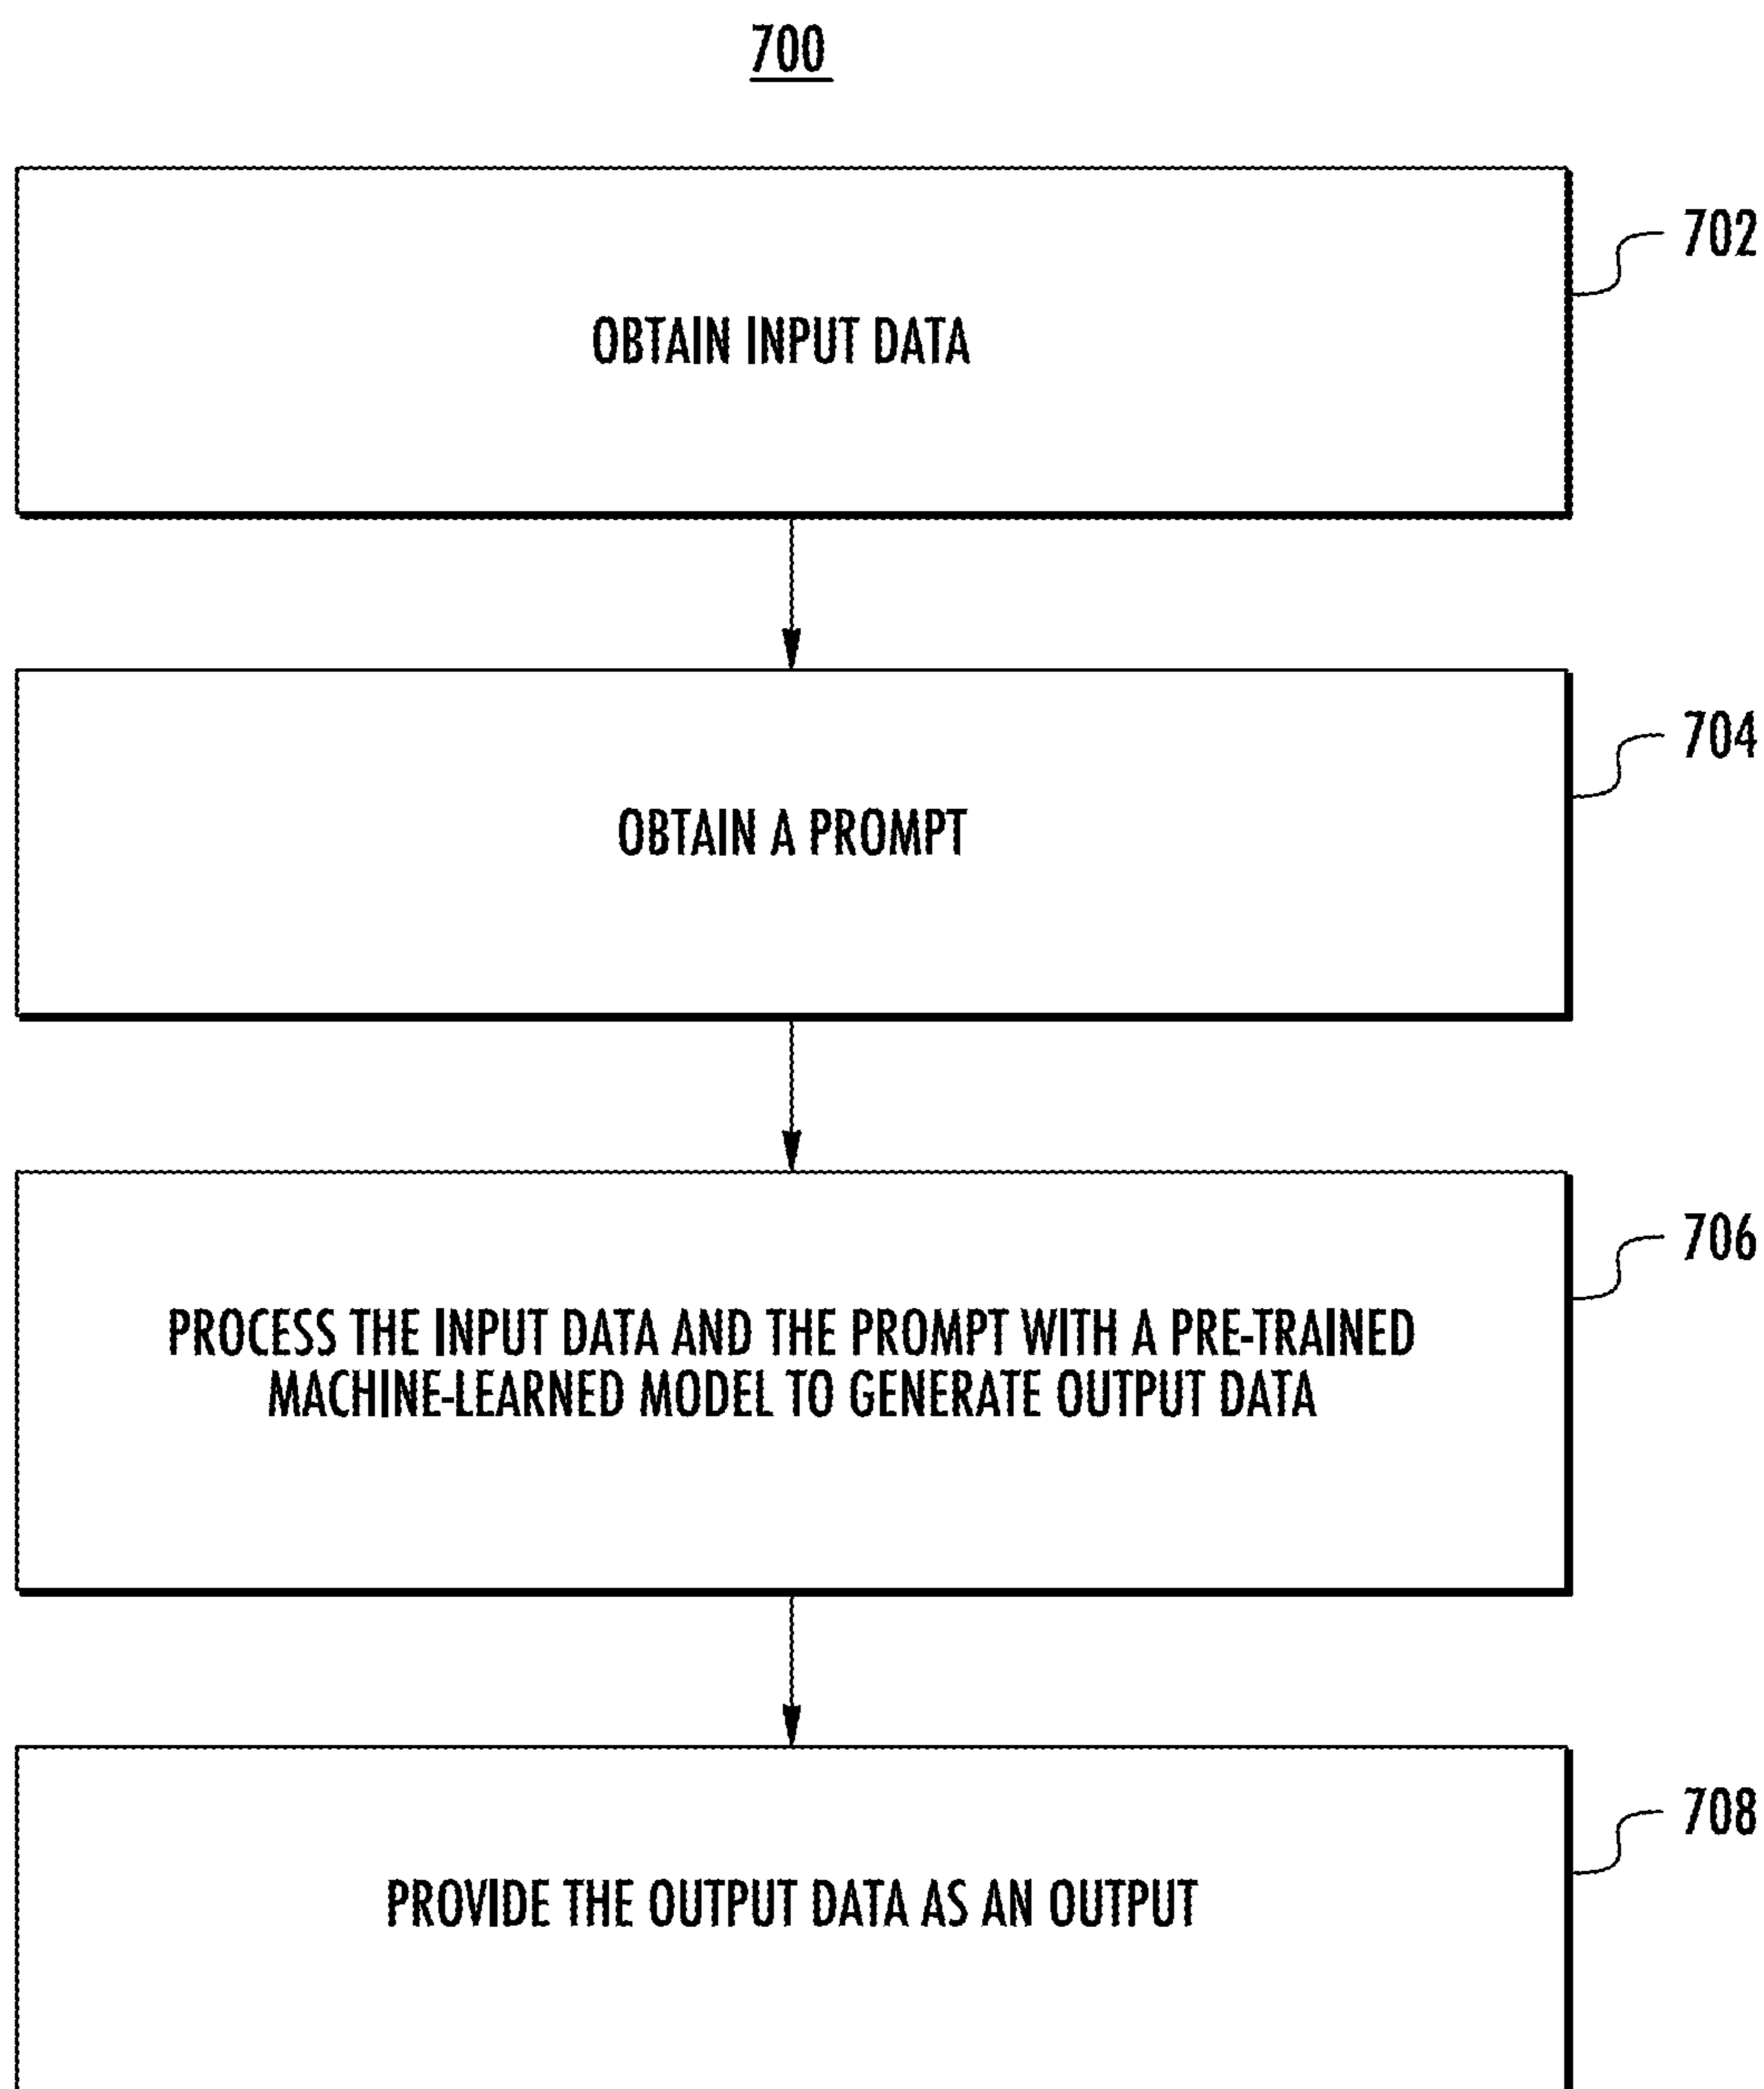 700
702
OBTAIN INPUT DATA
704
OBTAIN A PROMPT
706
PROCESS THE INPUT DATA AND THE PROMPT WITH A PRE-TRAINED
MACHINE-LEARNED MODEL TO GENERATE OUTPUT DATA
708
PROVIDE THE OUTPUT DATA AS AN OUTPUT